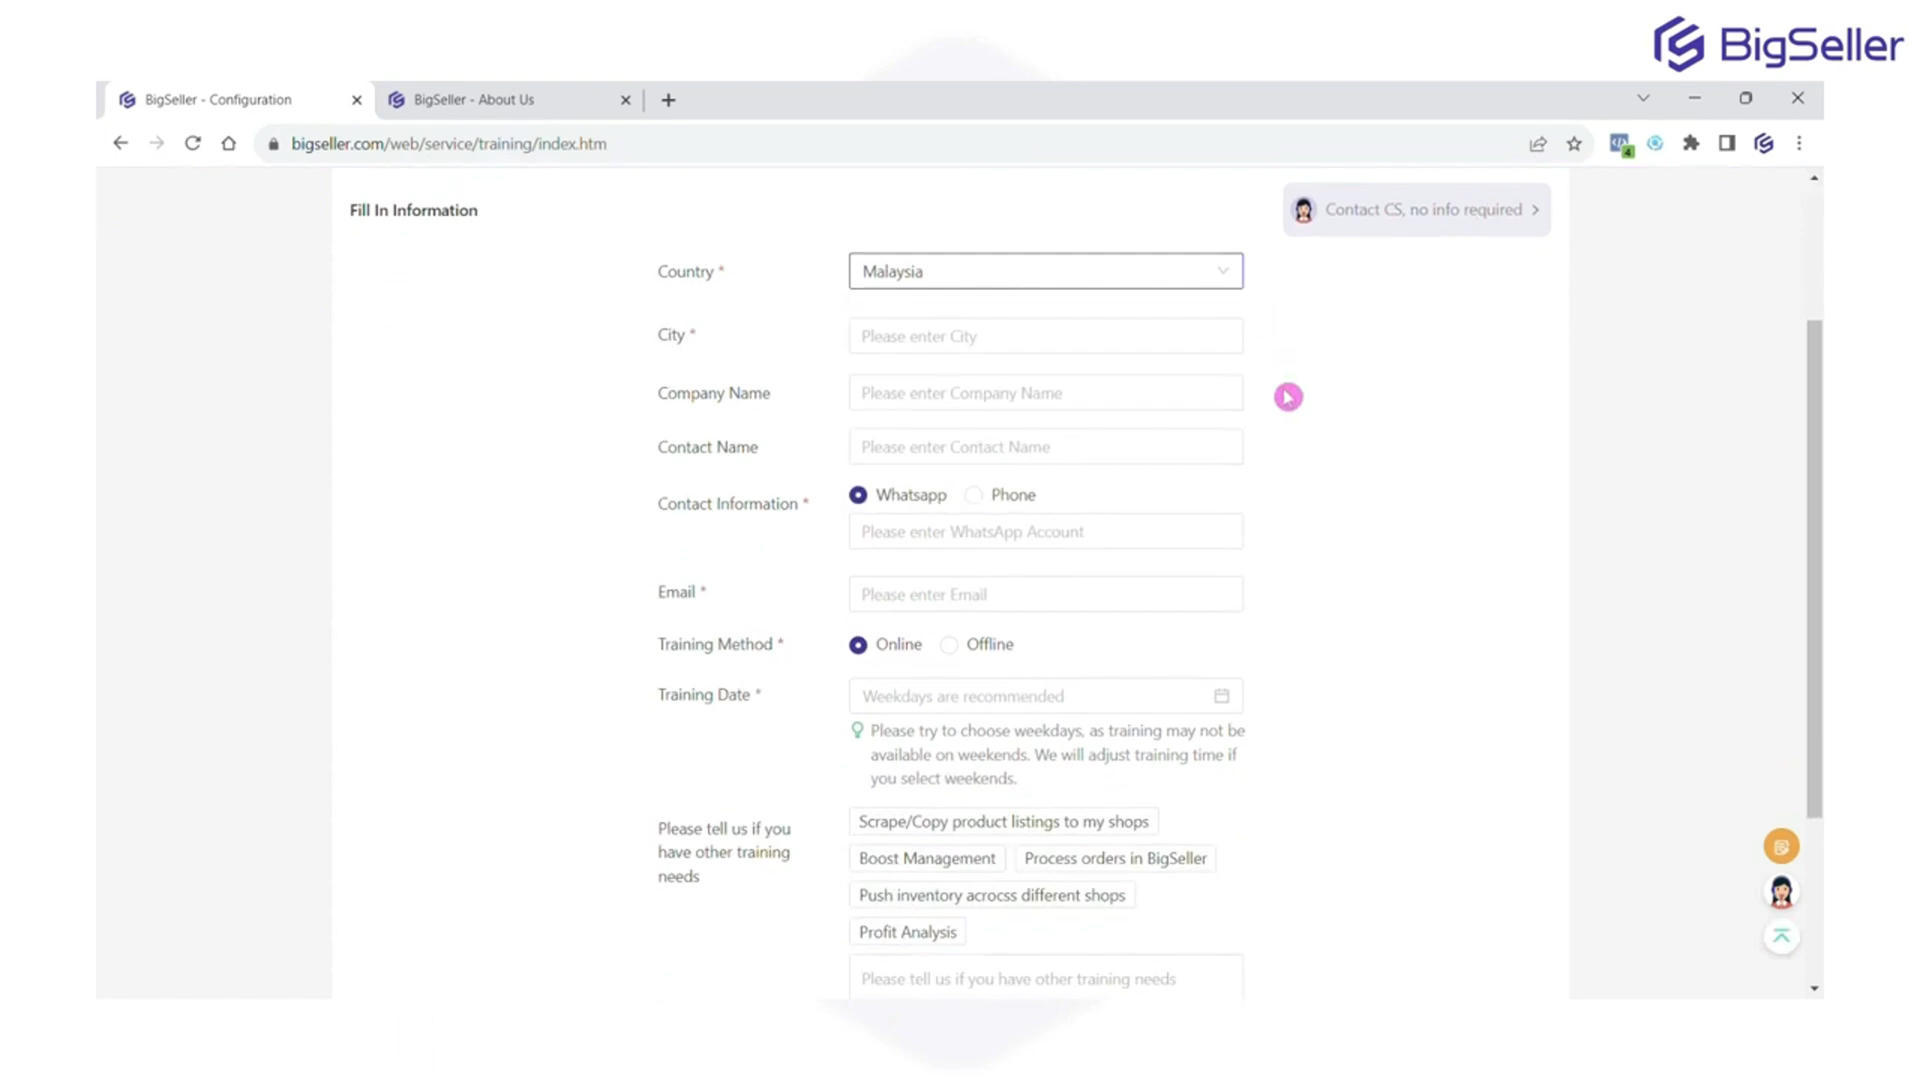 BigSeller
BigSeller - Configuration
BigSeller - About Us
bigseller.com/web/service/training/index.htm
4
Fill In Information
Contact CS, no info required
Country *
Malaysia
City *
Please enter City
Company Name
Please enter Company Name
Contact Name
Please enter Contact Name
Contact Information *
Whatsapp
Phone
Please enter WhatsApp Account
Email *
Please enter Email
Training Method *
Online
Offline
Training Date *
Weekdays are recommended
Please try to choose weekdays, as training may not be
available on weekends. We will adjust training time if
you select weekends.
Please tell us if you
have other training
needs
Scrape/Copy product listings to my shops
Boost Management
Process orders in BigSeller
Push inventory acrocss different shops
Profit Analysis
Please tell us if you have other training needs